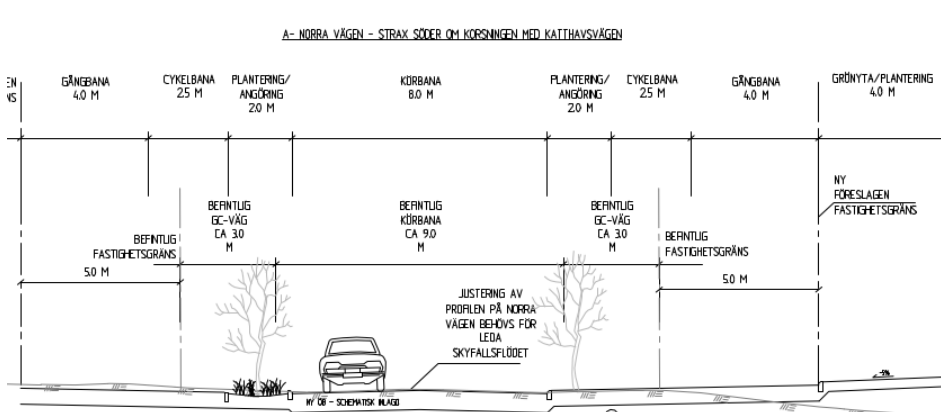 A- NORRA VÄGEN - STRAX SÖDER OM KORSNINGEN MED KATTHAVSVÄGEN
EN
NS
GÅNGBANA
4.0 M
CYKELBANA
2.5 M
PLANTERING/
ANGÖRING
2.0 M
KÖRBANA
8.0 M
PLANTERING/
ANGÖRING
2.0 M
CYKELBANA
2.5 M
GÅNGBANA
4.0 M
GRÖNYTA/PLANTERING
4.0 M
NY
FÖRESLAGEN
FASTIGHETSGRÄNS
BEFINTLIG
GC-VÄG
CA 3.0
M
BEFINTLIG
KÖRBANA
CA 9.0
M
BEFINTLIG
GC-VÄG
CA 3.0
M
BEFINTLIG
FASTIGHETSGRÄNS
BEFINTLIG
FASTIGHETSGRÄNS
5.0 M
5.0 M
JUSTERING AV
PROFILEN PÅ NORRA
VÄGEN BEHÖVS FÖR
LEDA
SKYFALLSFLÖDET
NY ÖB - SCHEMATISK INLAGD